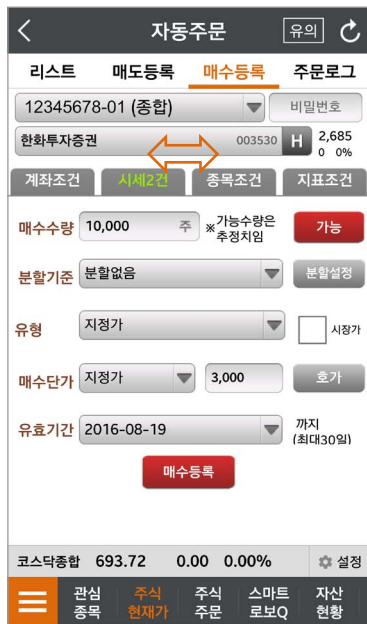 자동주문 유의
리스트 매도등록 매수등록 주문로그
12345678-01 (종합) 비밀번호
한화투자증권 003530 H 2,685
0 0%
계좌조건 시세2건 종목조건 지표조건
매수수량 10,000 주 ※가능수량은
추정치임 가능
분할기준 분할없음 분할설정
유형 지정가 시장가
매수단가 지정가 3,000 호가
유효기간 2016-08-19 까지
(최대30일)
매수등록
코스닥종합 693.72 0.00 0.00% 설정
관심 주식 주식 스마트 자산
종목 현재가 주문 로보Q 현황